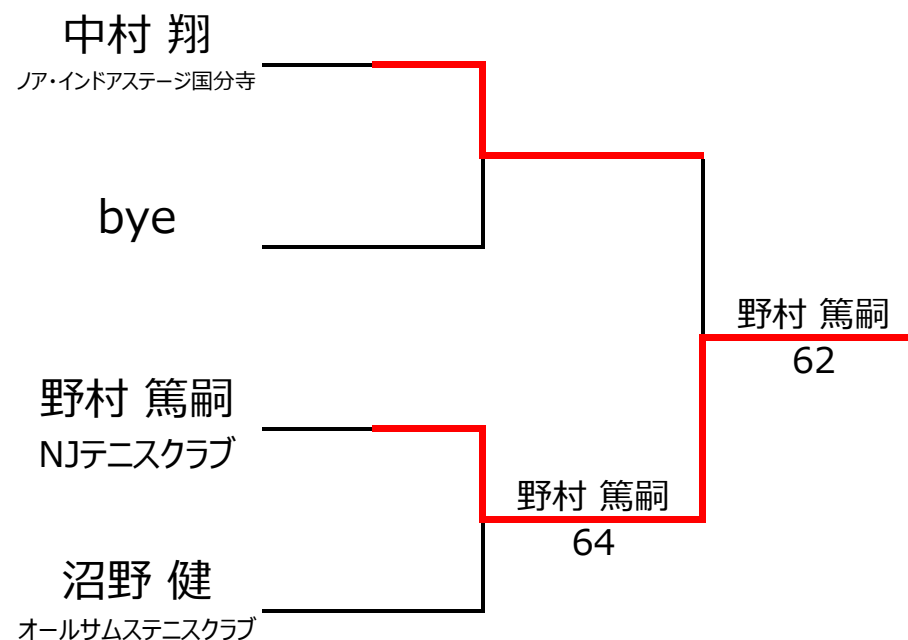 中村 翔
ノア・インドアステージ国分寺
bye
野村 篤嗣
62
野村 篤嗣
NJテニスクラブ
野村 篤嗣
64
沼野 健
オールサムステニスクラブ